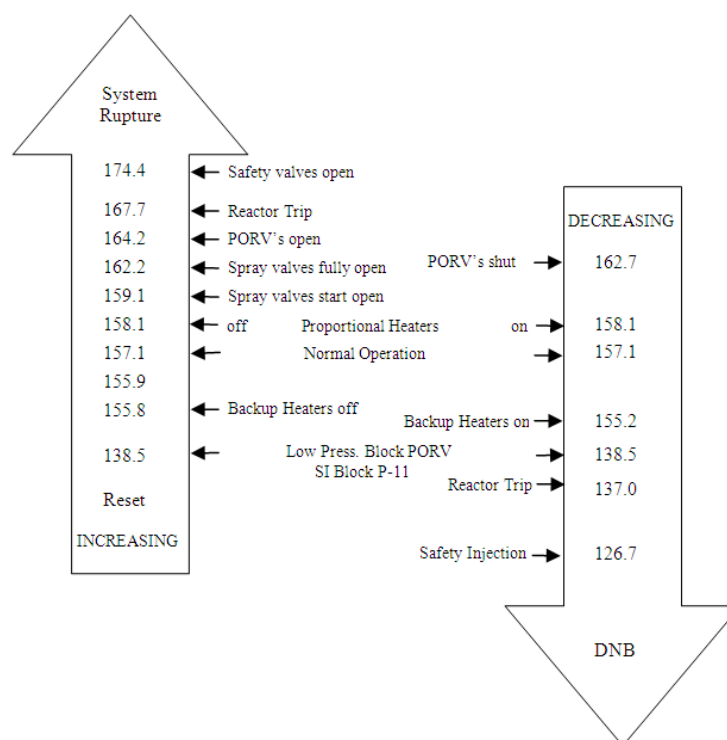 System
Rupture
174.4
Safety valves open
167.7
Reactor Trip
164.2
PORV's open
162.2
Spray valves fully open
159.1
Spray valves start open
158.1
off
Proportional Heaters
on
157.1
Normal Operation
155.9
155.8
Backup Heaters off
138.5
Low Press. Block PORV
SI Block P-11
Reset
INCREASING
DECREASING
PORV's shut
162.7
158.1
157.1
Backup Heaters on
155.2
138.5
Reactor Trip
137.0
Safety Injection
126.7
DNB